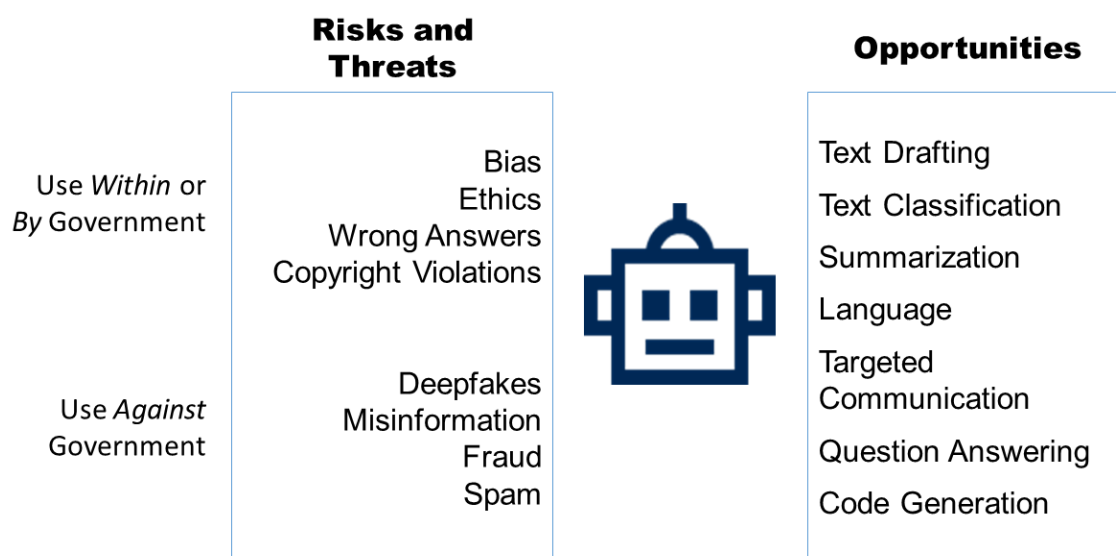 Risks and
Threats
Opportunities
Use Within or
By Government
Bias
Ethics
Wrong Answers
Copyright Violations
Use Against
Government
Deepfakes
Misinformation
Fraud
Spam
Text Drafting
Text Classification
Summarization
Language
Targeted
Communication
Question Answering
Code Generation